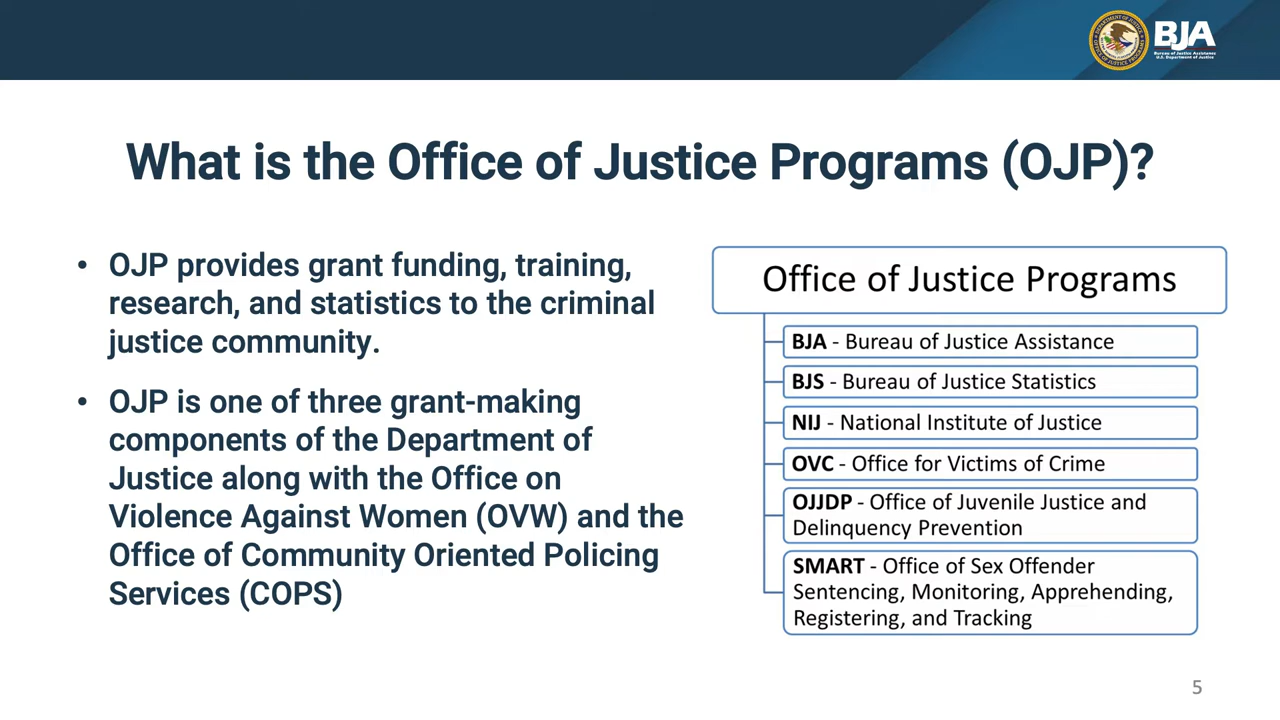 BJA
Bureau of Justice Assistance
U.S. Department of Justice
What is the Office of Justice Programs (OJP)?
• OJP provides grant funding, training,
research, and statistics to the criminal
justice community.
• OJP is one of three grant-making
components of the Department of
Justice along with the Office on
Violence Against Women (OVW) and the
Office of Community Oriented Policing
Services (COPS)
Office of Justice Programs
BJA - Bureau of Justice Assistance
BJS - Bureau of Justice Statistics
NIJ - National Institute of Justice
OVC - Office for Victims of Crime
OJJDP - Office of Juvenile Justice and
Delinquency Prevention
SMART - Office of Sex Offender
Sentencing, Monitoring, Apprehending,
Registering, and Tracking
5